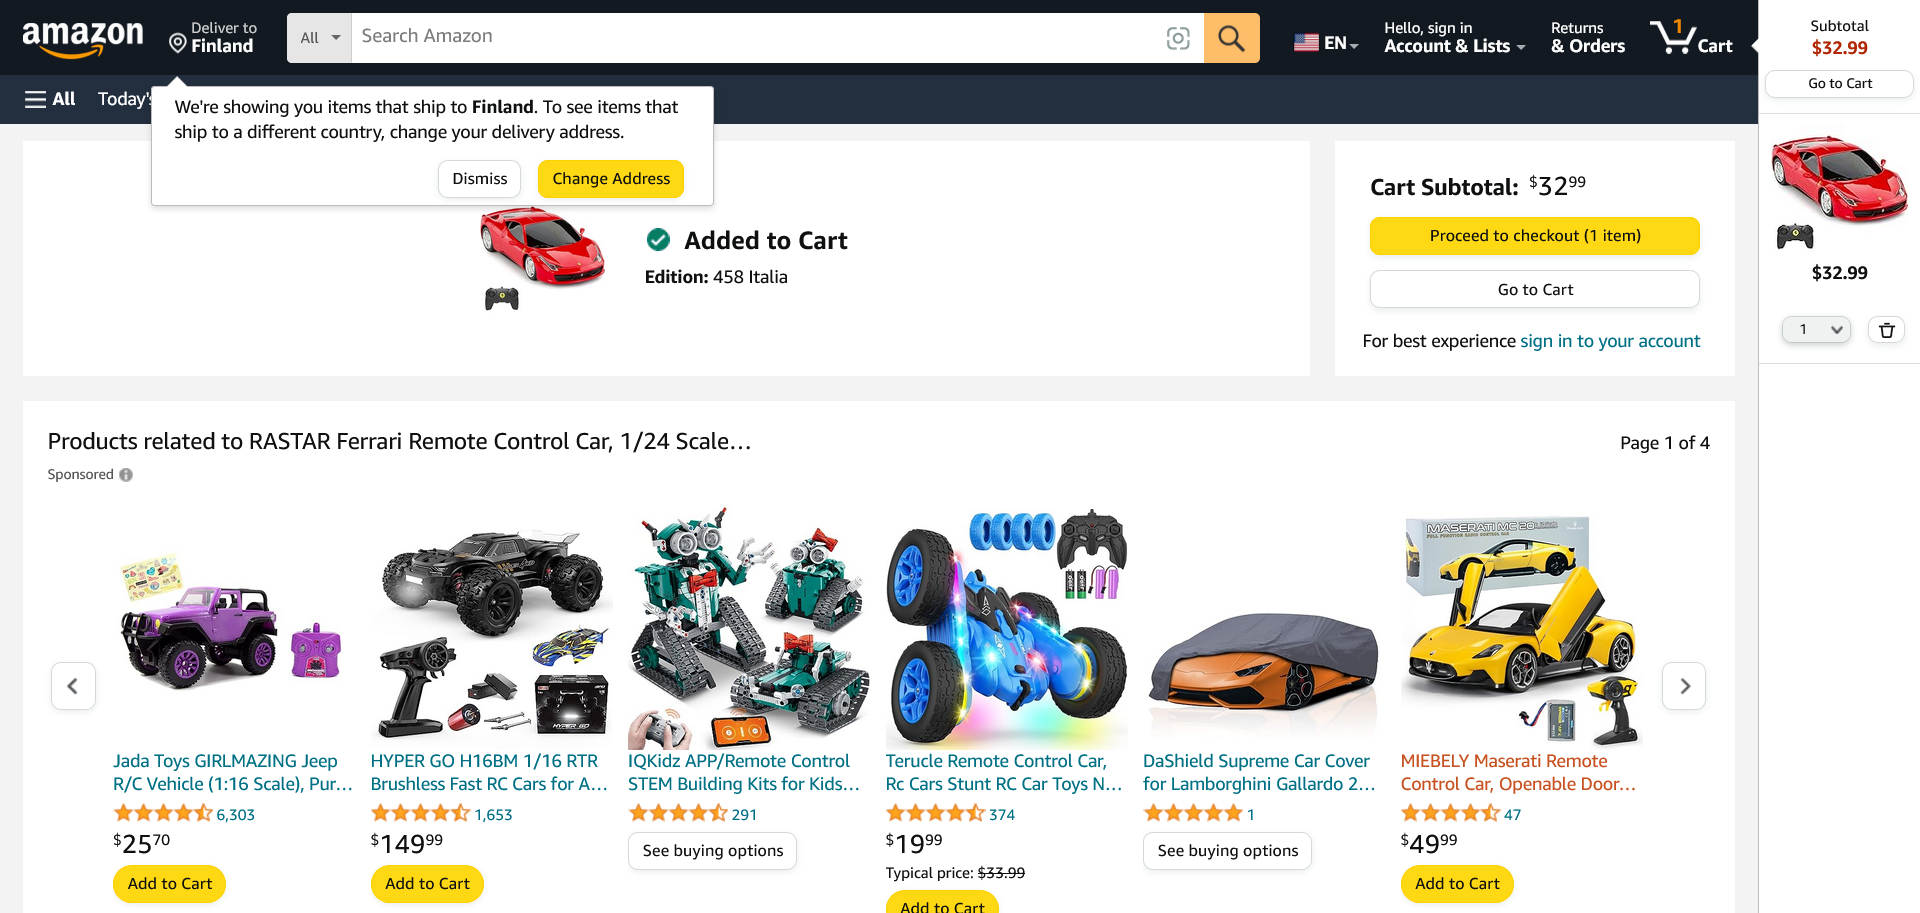 amazon
Deliver to
Finland
All
Search Amazon
EN
Hello, sign in
Account & Lists
Returns
& Orders
1
Cart
Subtotal
$32.99
Go to Cart
All
Today's
We're showing you items that ship to Finland. To see items that
ship to a different country, change your delivery address.
Dismiss
Change Address
Added to Cart
Edition: 458 Italia
Cart Subtotal: $32.99
Proceed to checkout (1 item)
Go to Cart
For best experience sign in to your account
$32.99
1
Products related to RASTAR Ferrari Remote Control Car, 1/24 Scale…
Page 1 of 4
Sponsored
MASERATI MC 20
HYPER GO
Jada Toys GIRLMAZING Jeep
R/C Vehicle (1:16 Scale), Pur…
6,303
$25.70
Add to Cart
HYPER GO H16BM 1/16 RTR
Brushless Fast RC Cars for A…
1,653
$149.99
Add to Cart
IQKidz APP/Remote Control
STEM Building Kits for Kids…
291
See buying options
Terucle Remote Control Car,
Rc Cars Stunt RC Car Toys N…
374
$19.99
Typical price: $33.99
Add to Cart
DaShield Supreme Car Cover
for Lamborghini Gallardo 2…
1
See buying options
MIEBELY Maserati Remote
Control Car, Openable Door…
47
$49.99
Add to Cart